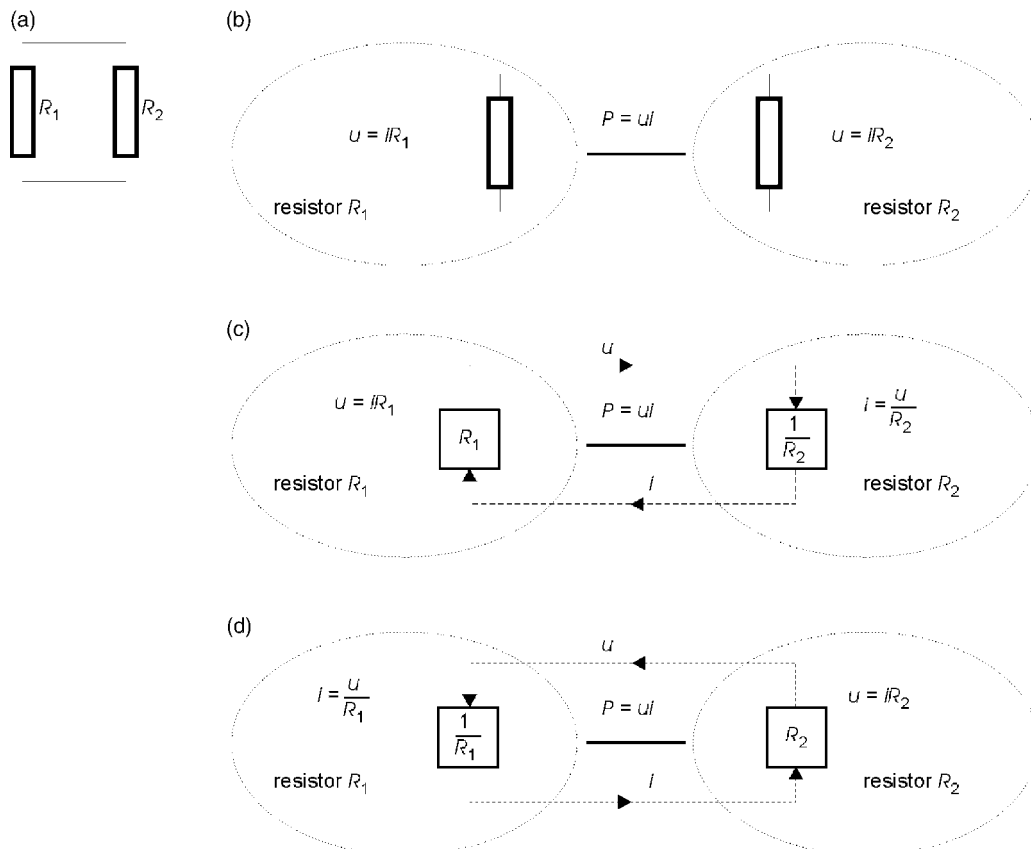 (a)
R₁
R₂
(b)
u = iR₁
resistor R₁
P = ui
u = iR₂
resistor R₂
(c)
u = iR₁
R₁
resistor R₁
u
P = ui
i
1/R₂
i = u/R₂
resistor R₂
(d)
i = u/R₁
1/R₁
resistor R₁
u
P = ui
i
R₂
u = iR₂
resistor R₂